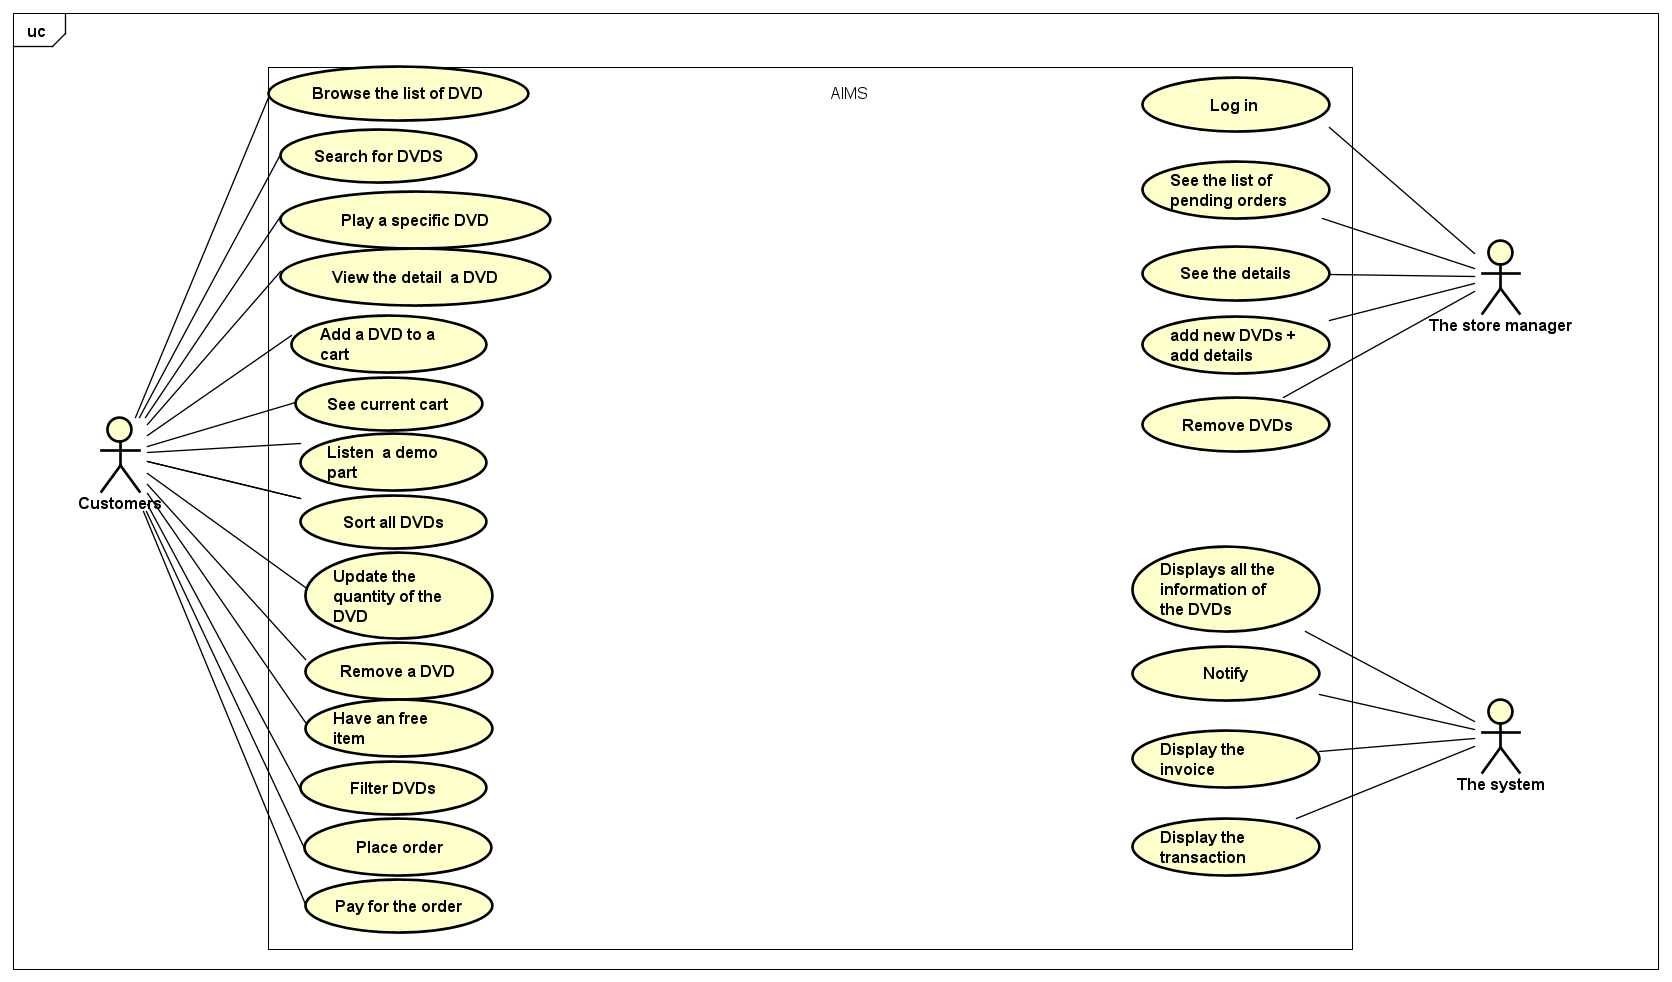 uc
AIMS
Browse the list of DVD
Search for DVDS
Play a specific DVD
View the detail  a DVD
Add a DVD to a
cart
See current cart
Listen  a demo
part
Sort all DVDs
Update the
quantity of the
DVD
Remove a DVD
Have an free
item
Filter DVDs
Place order
Pay for the order
Customers
Log in
See the list of
pending orders
See the details
add new DVDs +
add details
Remove DVDs
The store manager
Displays all the
information of
the DVDs
Notify
Display the
invoice
Display the
transaction
The system